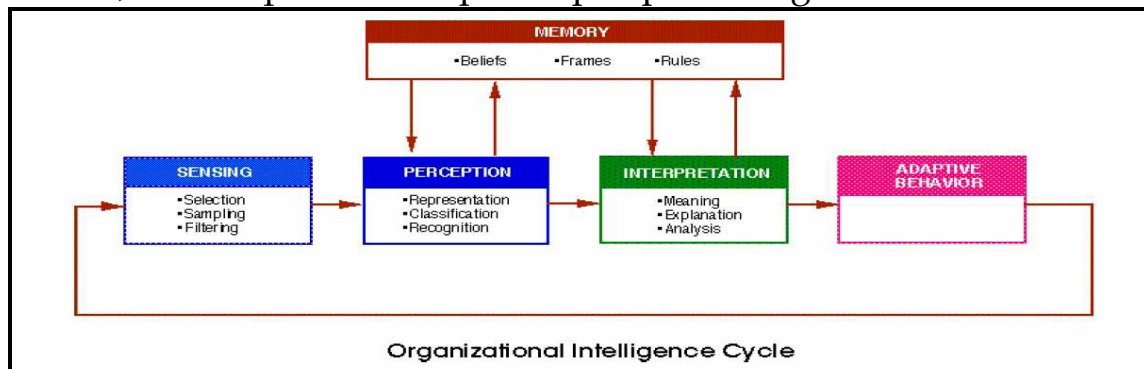 MEMORY
▪Beliefs ▪Frames ▪Rules
SENSING
▪Selection
▪Sampling
▪Filtering
PERCEPTION
▪Representation
▪Classification
▪Recognition
INTERPRETATION
▪Meaning
▪Explanation
▪Analysis
ADAPTIVE
BEHAVIOR
Organizational Intelligence Cycle